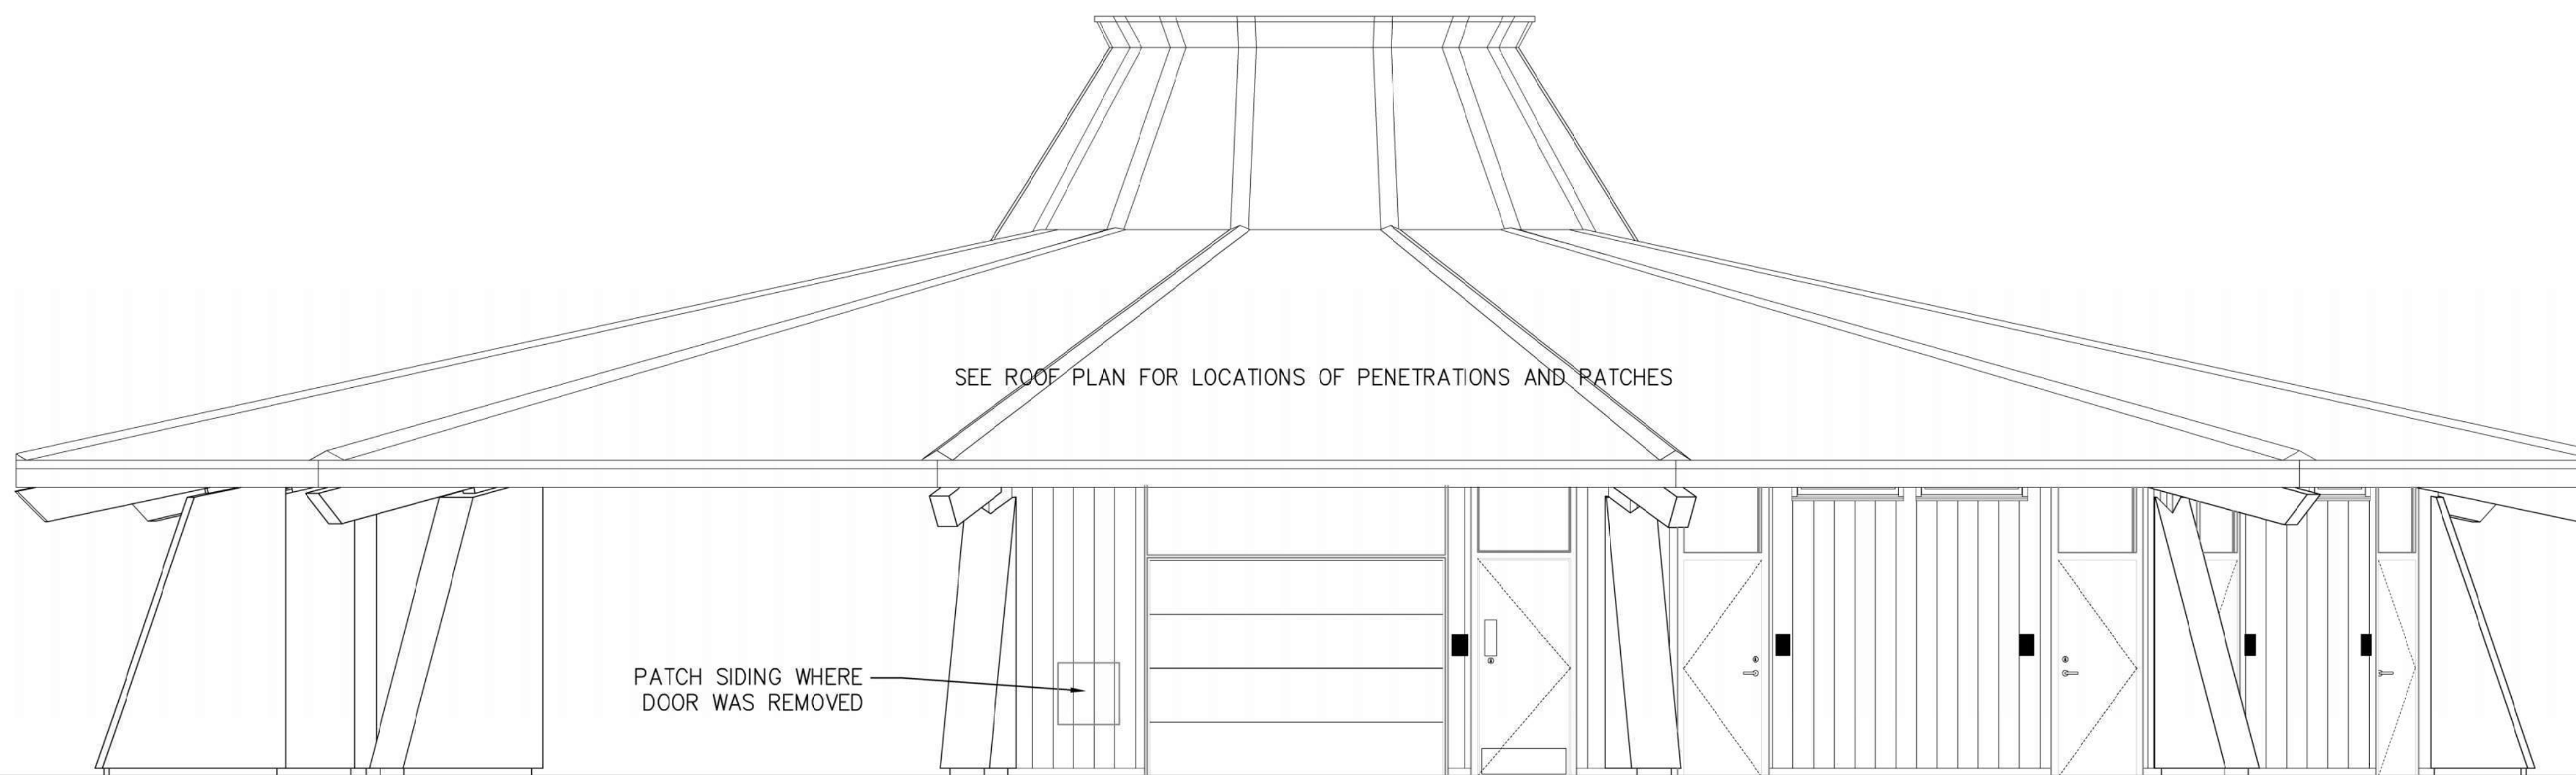 SEE ROOF PLAN FOR LOCATIONS OF PENETRATIONS AND PATCHES
PATCH SIDING WHERE
DOOR WAS REMOVED